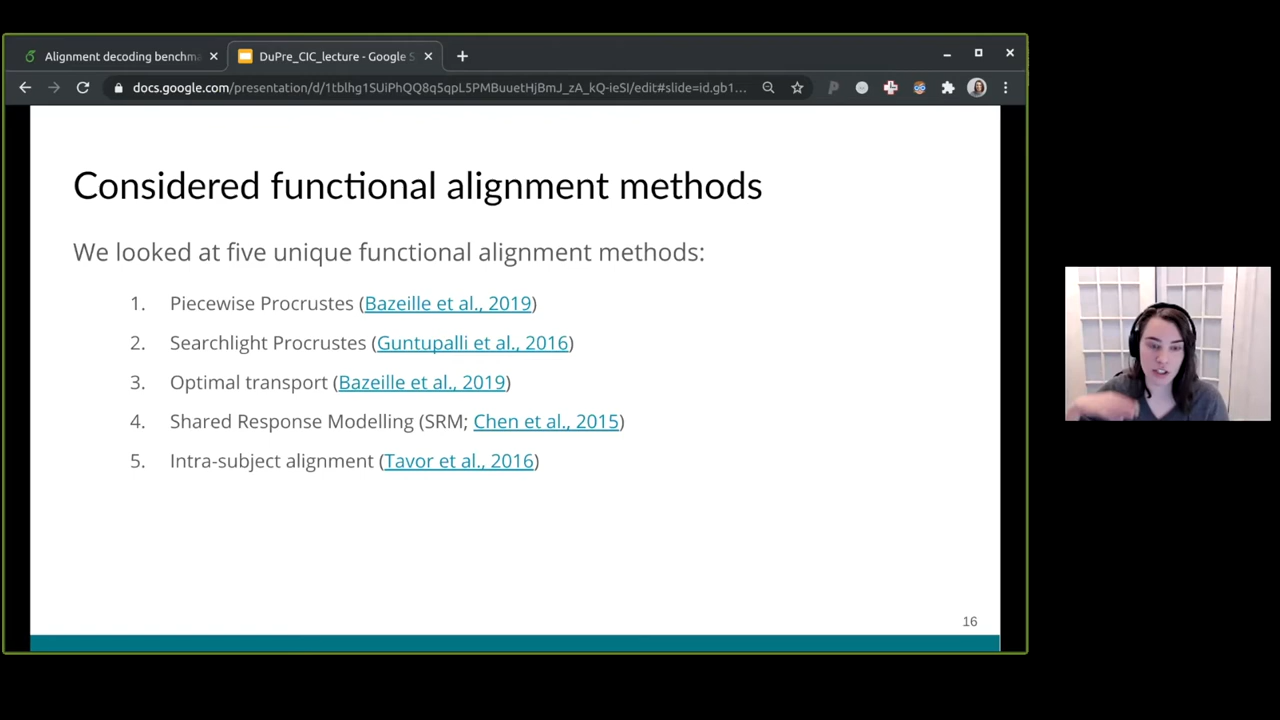 Alignment decoding benchma
DuPre_CIC_lecture - Google S
docs.google.com/presentation/d/1tblhg1SUiPhQQ8q5qpL5PMBuuetHjBmJ_zA_kQ-ieSI/edit#slide=id.gb1...
Considered functional alignment methods
We looked at five unique functional alignment methods:
1. Piecewise Procrustes (Bazeille et al., 2019)
2. Searchlight Procrustes (Guntupalli et al., 2016)
3. Optimal transport (Bazeille et al., 2019)
4. Shared Response Modelling (SRM; Chen et al., 2015)
5. Intra-subject alignment (Tavor et al., 2016)
16